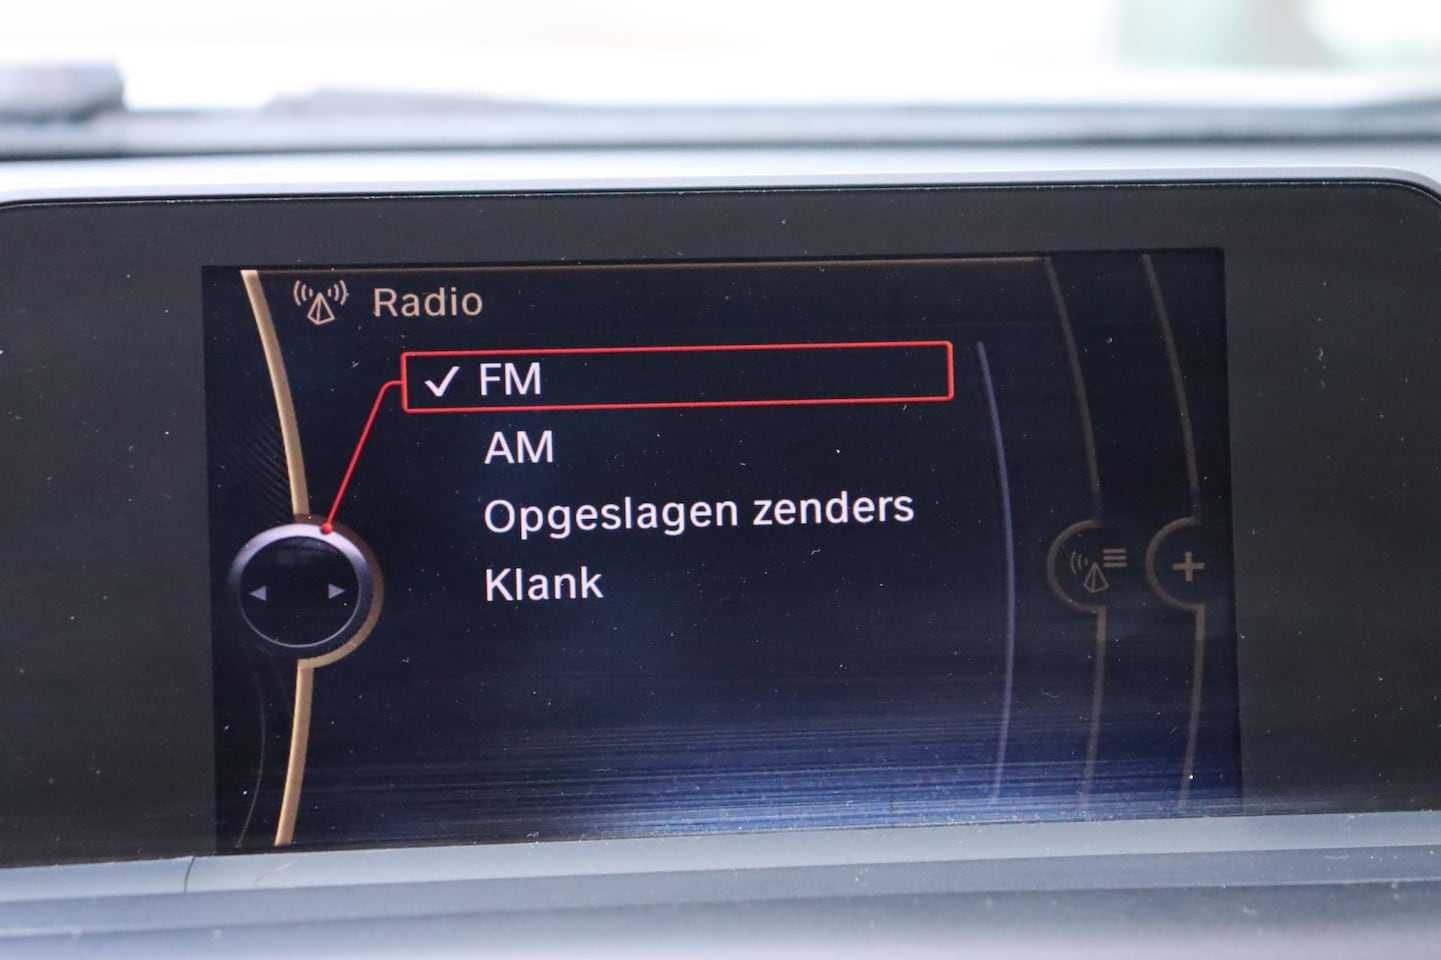 Radio
FM
AM
Opgeslagen zenders
Klank